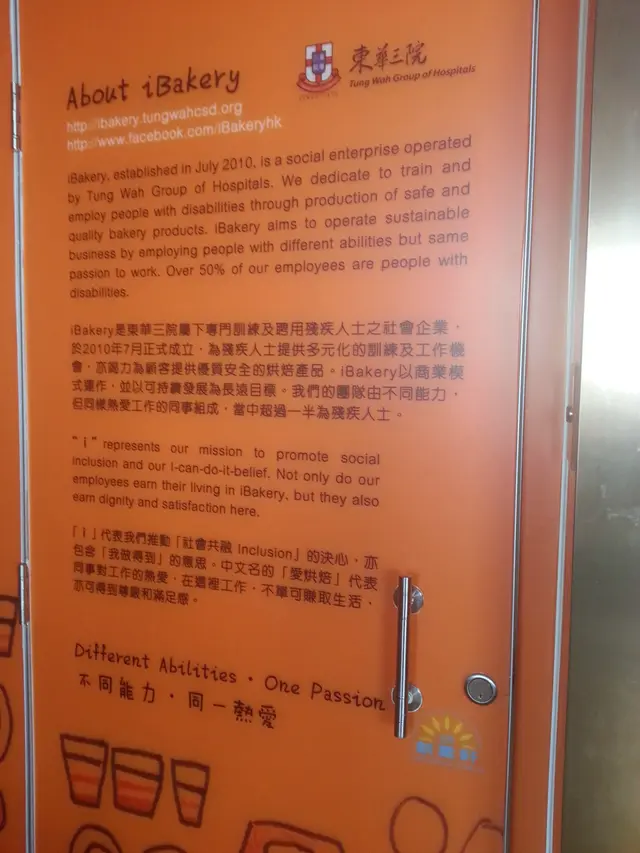 About iBakery
東華三院
Tung Wah Group of Hospitals
http://ibakery.tungwahcsd.org
http://www.facebook.com/iBakeryhk
iBakery, established in July 2010, is a social enterprise operated
by Tung Wah Group of Hospitals. We dedicate to train and
employ people with disabilities through production of safe and
quality bakery products. iBakery aims to operate sustainable
business by employing people with different abilities but same
passion to work. Over 50% of our employees are people with
disabilities.
iBakery是東華三院屬下專門訓練及聘用殘疾人士之社會企業，
於2010年7月正式成立，為殘疾人士提供多元化的訓練及工作機
會，亦竭力為顧客提供優質安全的烘焙產品。iBakery以商業模
式運作，並以可持續發展為長遠目標。我們的團隊由不同能力，
但同樣熱愛工作的同事組成，當中超過一半為殘疾人士。
"i" represents our mission to promote social
inclusion and our I-can-do-it-belief. Not only do our
employees earn their living in iBakery, but they also
earn dignity and satisfaction here.
「I」代表我們推動「社會共融 Inclusion」的決心，亦
包含「我做得到」的意思。中文名的「愛烘焙」代表
同事對工作的熱愛，在這裡工作，不單可賺取生活，
亦可得到尊嚴和滿足感。
Different Abilities · One Passion
不同能力·同一熱愛